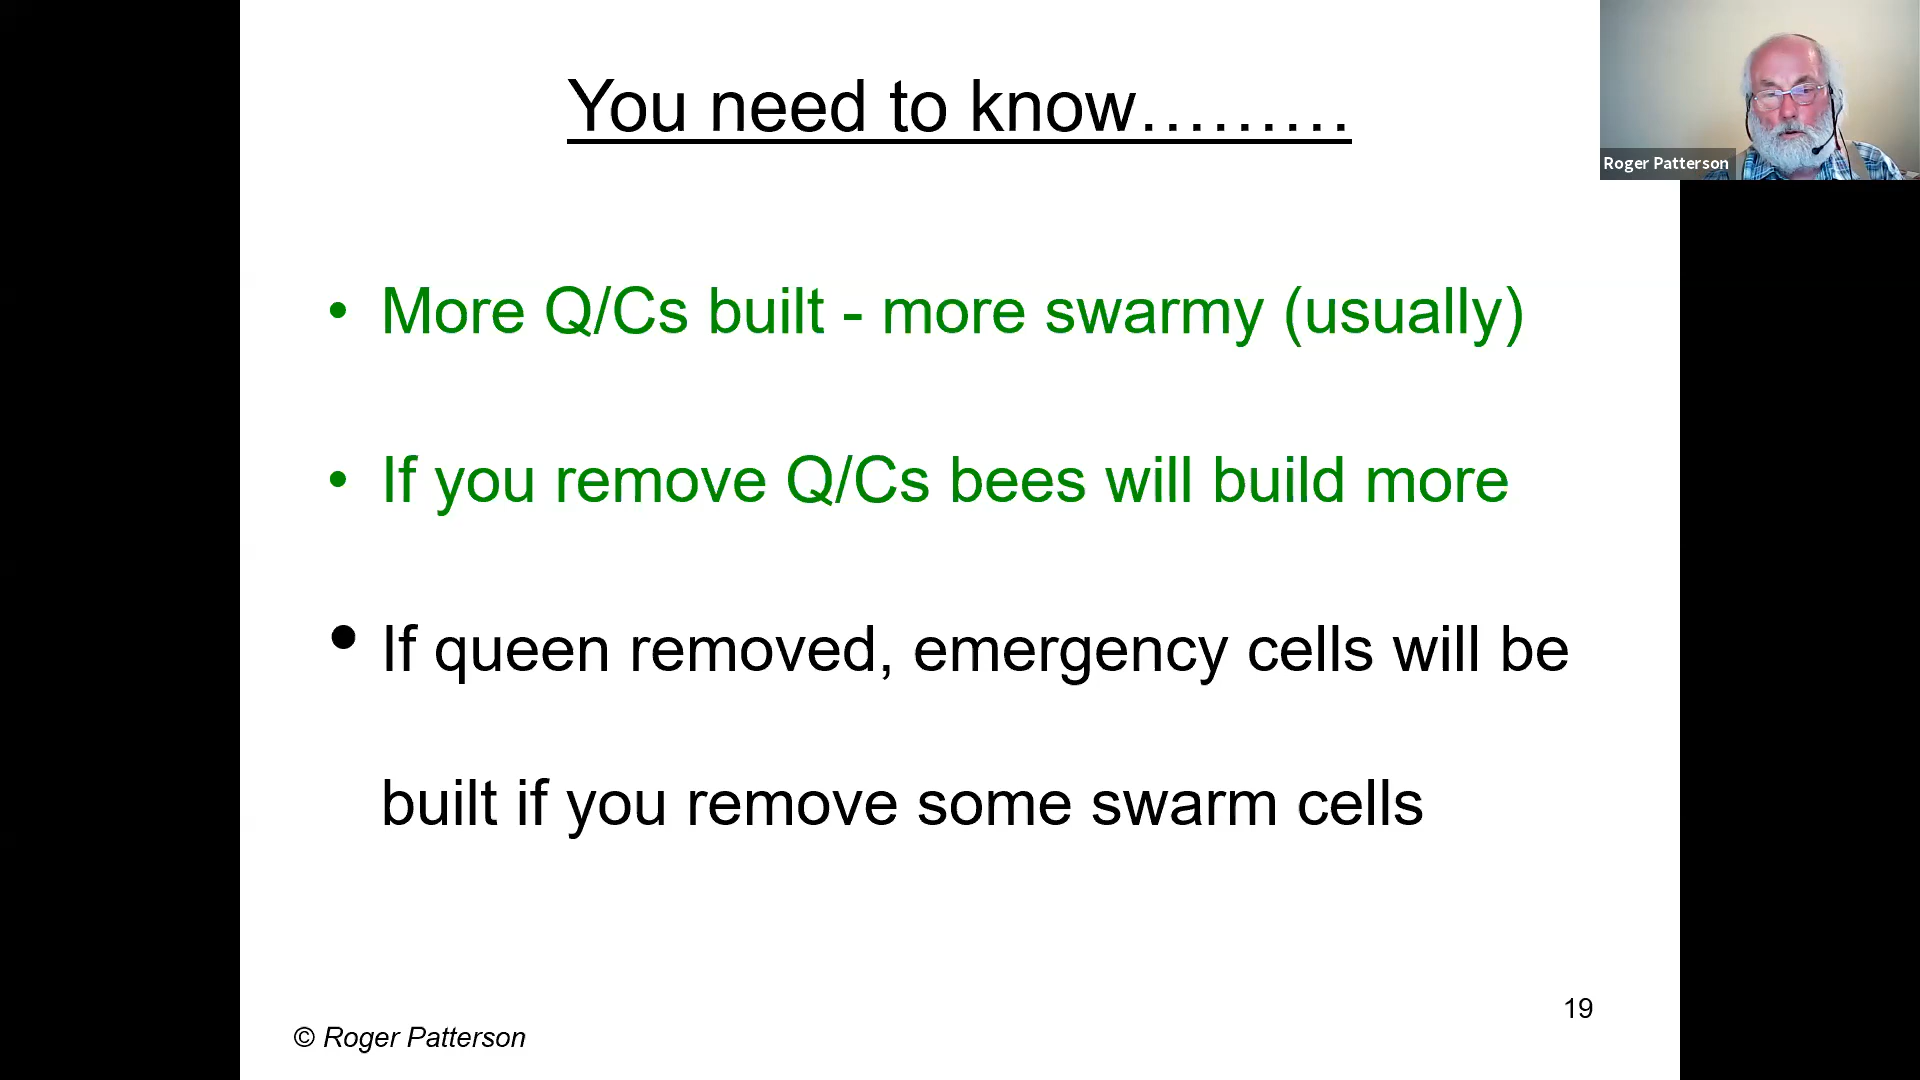 You need to know………
Roger Patterson
• More Q/Cs built - more swarmy (usually)
• If you remove Q/Cs bees will build more
• If queen removed, emergency cells will be
built if you remove some swarm cells
19
© Roger Patterson